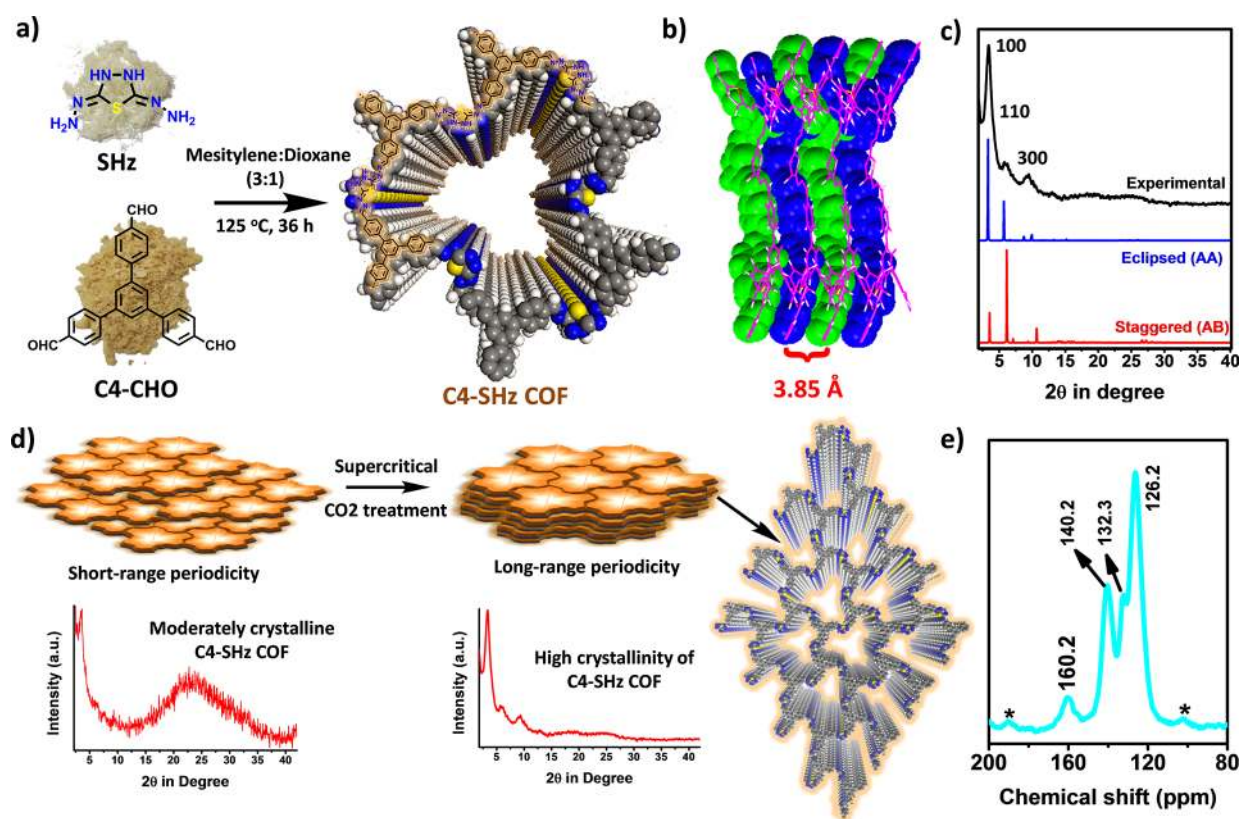 a)
HN—NH
N
S
N
H₂N
NH₂
SHz
CHO
OHC
CHO
C4-CHO
Mesitylene:Dioxane
(3:1)
125 °C, 36 h
C4-SHz COF
b)
3.85 Å
c)
100
110
300
Experimental
Eclipsed (AA)
Staggered (AB)
5 10 15 20 25 30 35 40
2θ in degree
d)
Short-range periodicity
Supercritical
CO2 treatment
Long-range periodicity
Intensity (a.u.)
Moderately crystalline
C4-SHz COF
5 10 15 20 25 30 35 40
2θ in Degree
Intensity (a.u.)
High crystallinity of
C4-SHz COF
5 10 15 20 25 30 35 40
2θ in Degree
e)
140.2
132.3
126.2
160.2
*
*
200 160 120 80
Chemical shift (ppm)